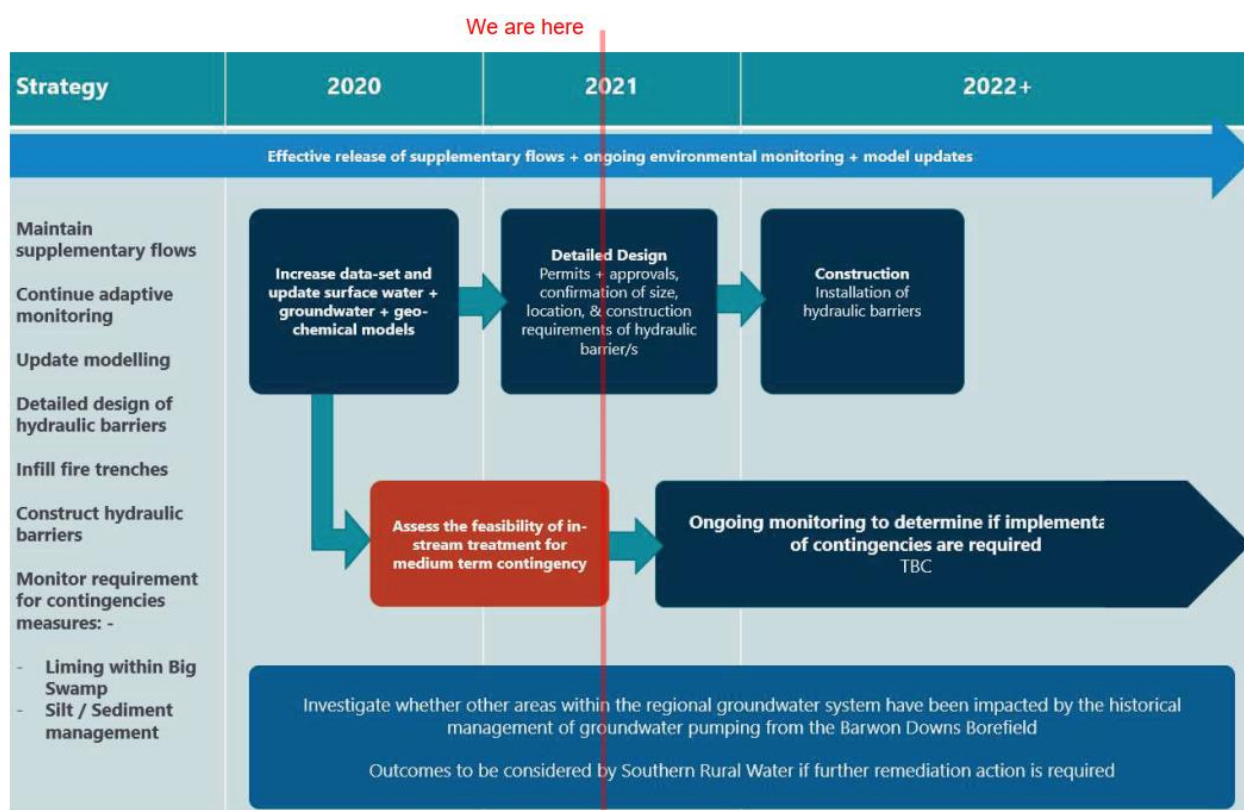 We are here
Strategy
2020
2021
2022+
Effective release of supplementary flows + ongoing environmental monitoring + model updates
Maintain
supplementary flows
Continue adaptive
monitoring
Update modelling
Detailed design of
hydraulic barriers
Infill fire trenches
Construct hydraulic
barriers
Monitor requirement
for contingencies
measures: -
- Liming within Big
Swamp
- Silt / Sediment
management
Increase data-set and
update surface water +
groundwater + geo-
chemical models
Detailed Design
Permits + approvals,
confirmation of size,
location, & construction
requirements of hydraulic
barrier/s
Construction
Installation of
hydraulic barriers
Assess the feasibility of in-
stream treatment for
medium term contingency
Ongoing monitoring to determine if implementa
of contingencies are required
TBC
Investigate whether other areas within the regional groundwater system have been impacted by the historical
management of groundwater pumping from the Barwon Downs Borefield
Outcomes to be considered by Southern Rural Water if further remediation action is required